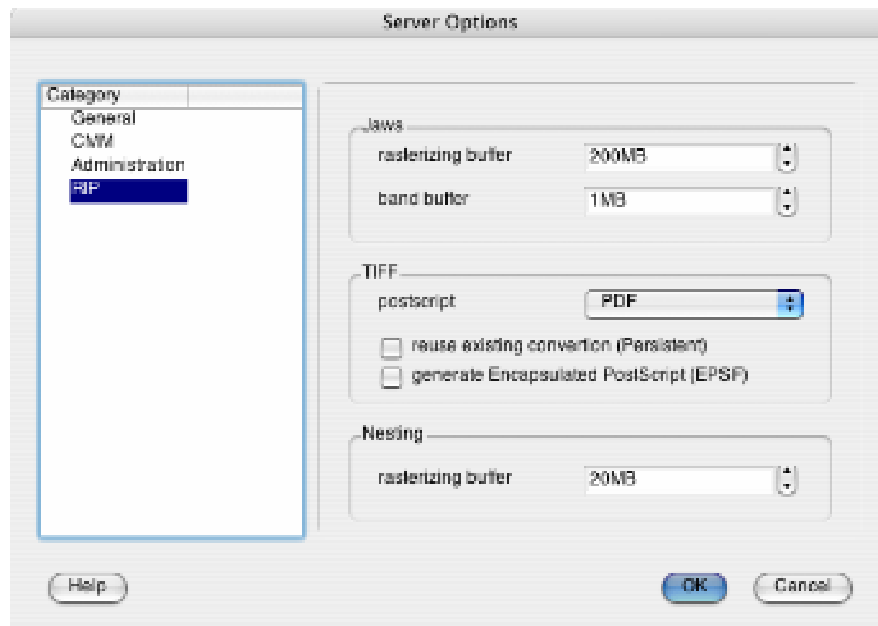 Server Options
Category
General
CMM
Administration
RIP
Jaws
rasterizing buffer 200MB
band buffer 1MB
TIFF
postscript PDF
reuse existing convertion (Persistent)
generate Encapsulated PostScript (EPSF)
Nesting
rasterizing buffer 20MB
Help OK Cancel